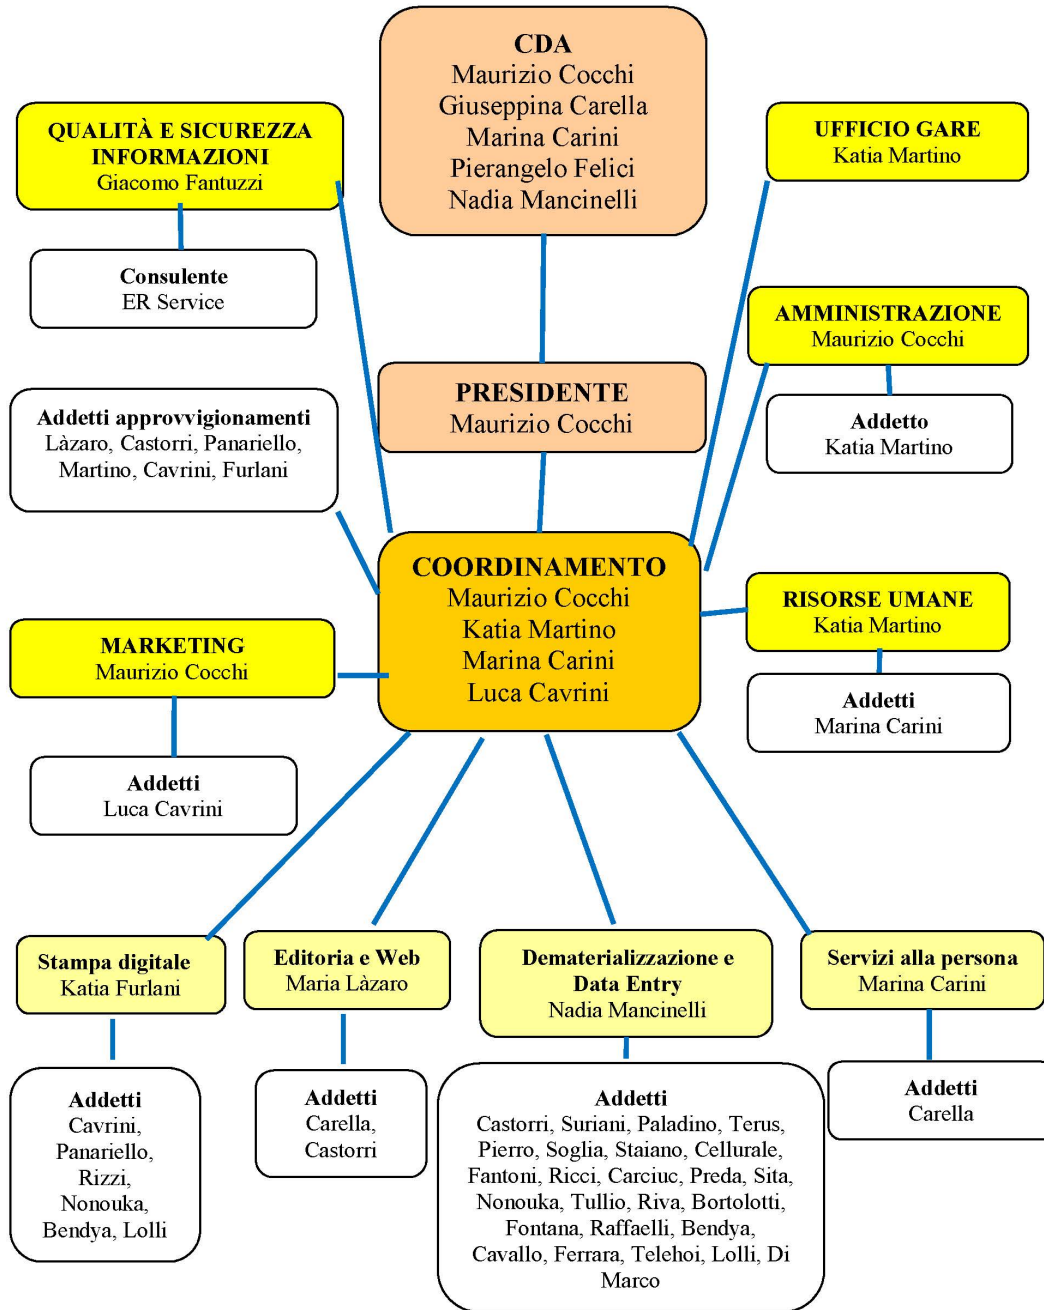 CDA
Maurizio Cocchi
Giuseppina Carella
Marina Carini
Pierangelo Felici
Nadia Mancinelli
QUALITÀ E SICUREZZA
INFORMAZIONI
Giacomo Fantuzzi
UFFICIO GARE
Katia Martino
Consulente
ER Service
AMMINISTRAZIONE
Maurizio Cocchi
PRESIDENTE
Maurizio Cocchi
Addetti approvvigionamenti
Làzaro, Castorri, Panariello,
Martino, Cavrini, Furlani
Addetto
Katia Martino
COORDINAMENTO
Maurizio Cocchi
Katia Martino
Marina Carini
Luca Cavrini
RISORSE UMANE
Katia Martino
MARKETING
Maurizio Cocchi
Addetti
Marina Carini
Addetti
Luca Cavrini
Stampa digitale
Katia Furlani
Editoria e Web
Maria Làzaro
Dematerializzazione e
Data Entry
Nadia Mancinelli
Servizi alla persona
Marina Carini
Addetti
Cavrini,
Panariello,
Rizzi,
Nonouka,
Bendya, Lolli
Addetti
Carella,
Castorri
Addetti
Castorri, Suriani, Paladino, Terus,
Pierro, Soglia, Staiano, Cellurale,
Fantoni, Ricci, Carciuc, Preda, Sita,
Nonouka, Tullio, Riva, Bortolotti,
Fontana, Raffaelli, Bendya,
Cavallo, Ferrara, Telehoi, Lolli, Di
Marco
Addetti
Carella